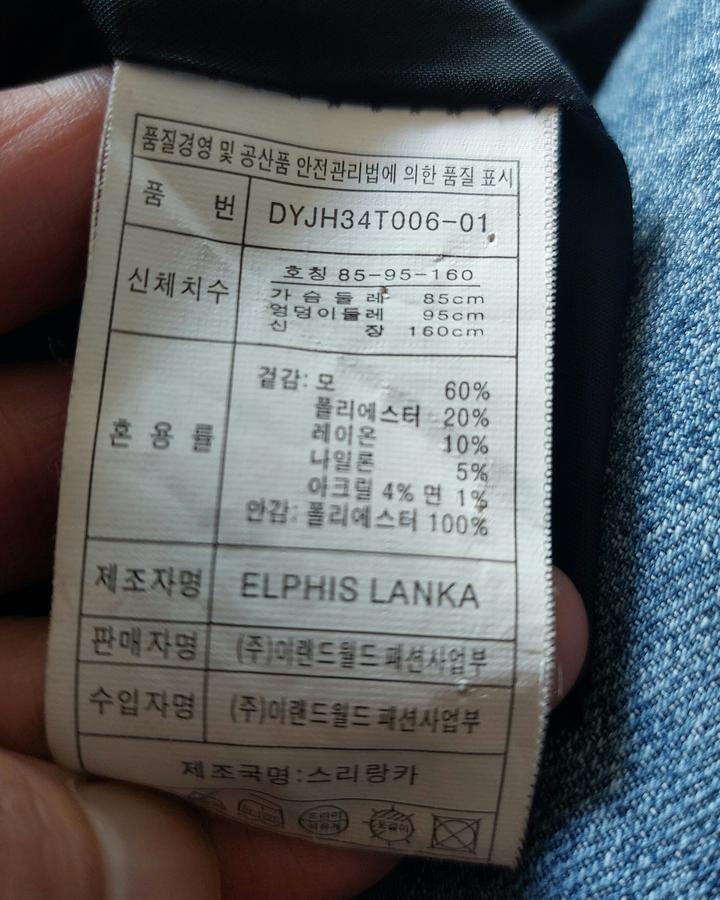 품질경영 및 공산품 안전관리법에 의한 품질 표시
품 번 DYJH34T006-01
신체치수 호칭 85-95-160
가슴둘레 85cm
엉덩이둘레 95cm
신 장 160cm
혼용률 겉감: 모 60%
폴리에스터 20%
레이온 10%
나일론 5%
아크릴 4% 면 1%
안감: 폴리에스터 100%
제조자명 ELPHIS LANKA
판매자명 (주)이랜드월드 패션사업부
수입자명 (주)이랜드월드 패션사업부
제조국명:스리랑카
드라이
석유계